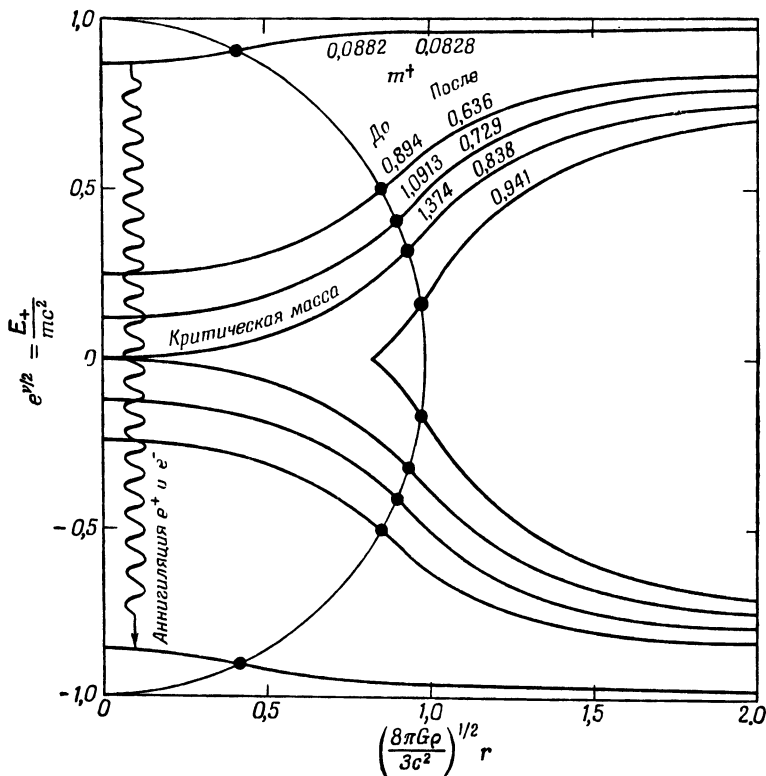 1,0
0,5
0
-0,5
-1,0
e^{ν/2} = E₊/mc²
0,0882 0,0828
m⁺
До После
0,894 0,636
1,0913 0,729
1,374 0,838
0,941
Критическая масса
Аннигиляция e⁺ и e⁻
0 0,5 1,0 1,5 2,0
(8πGρ/3c²)^{1/2} r